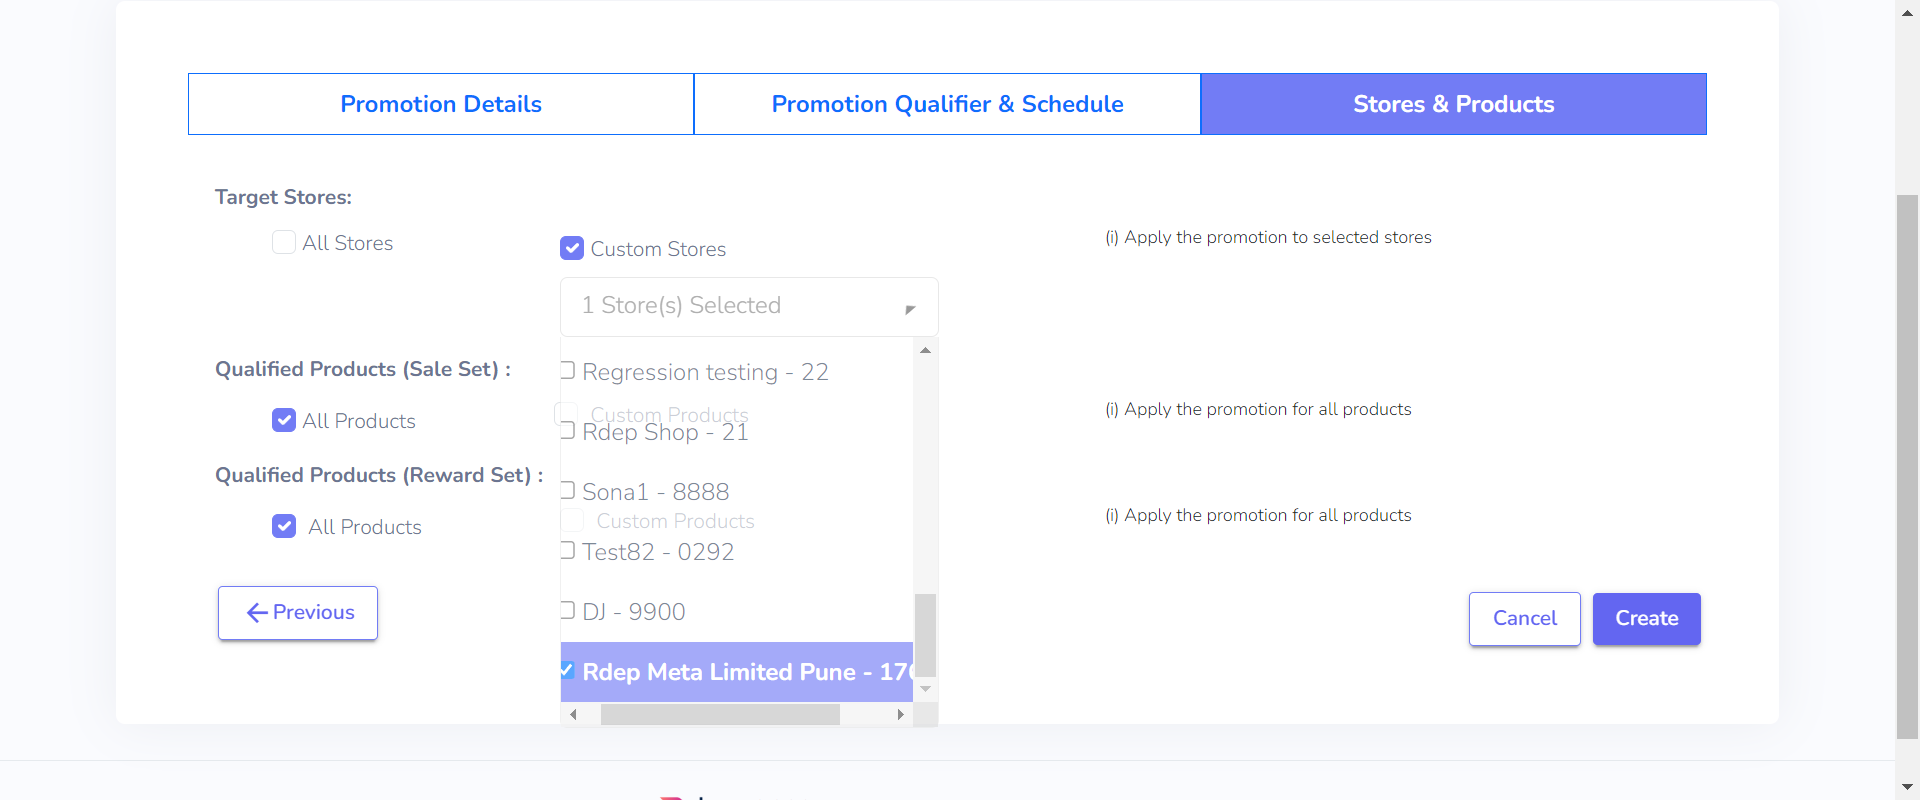 Promotion Details
Promotion Qualifier & Schedule
Stores & Products
Target Stores:
All Stores
Custom Stores
(i) Apply the promotion to selected stores
1 Store(s) Selected
Qualified Products (Sale Set) :
Regression testing - 22
All Products
Custom Products
(i) Apply the promotion for all products
Rdep Shop - 21
Qualified Products (Reward Set) :
Sona1 - 8888
All Products
Custom Products
(i) Apply the promotion for all products
Test82 - 0292
DJ - 9900
Rdep Meta Limited Pune - 17
Previous
Cancel
Create